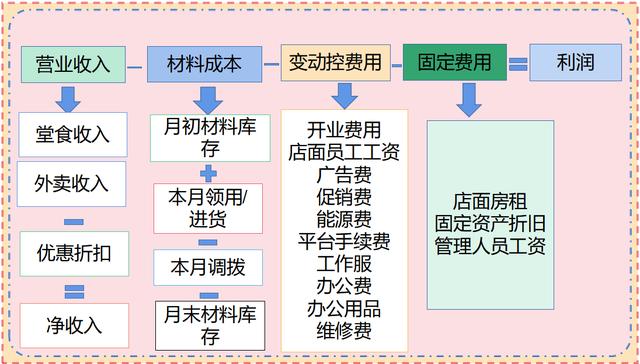 营业收入
材料成本
变动控费用
固定费用
利润
堂食收入
外卖收入
优惠折扣
净收入
月初材料库
存
本月领用/
进货
本月调拨
月末材料库
存
开业费用
店面员工工资
广告费
促销费
能源费
平台手续费
工作服
办公费
办公用品
维修费
店面房租
固定资产折旧
管理人员工资